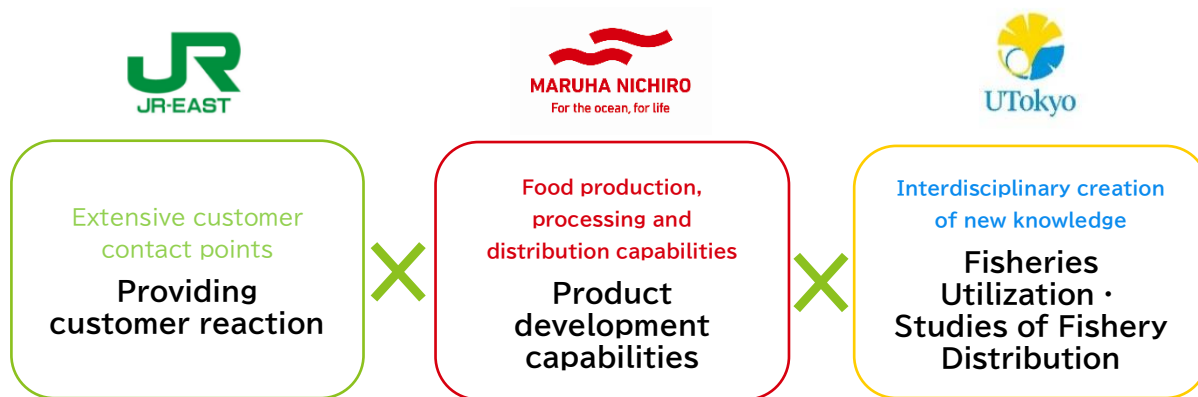 JR
JR-EAST
MARUHA NICHIRO
For the ocean, for life
UTokyo
Extensive customer
contact points
Providing
customer reaction
Food production,
processing and
distribution capabilities
Product
development
capabilities
Interdisciplinary creation
of new knowledge
Fisheries
Utilization・
Studies of Fishery
Distribution